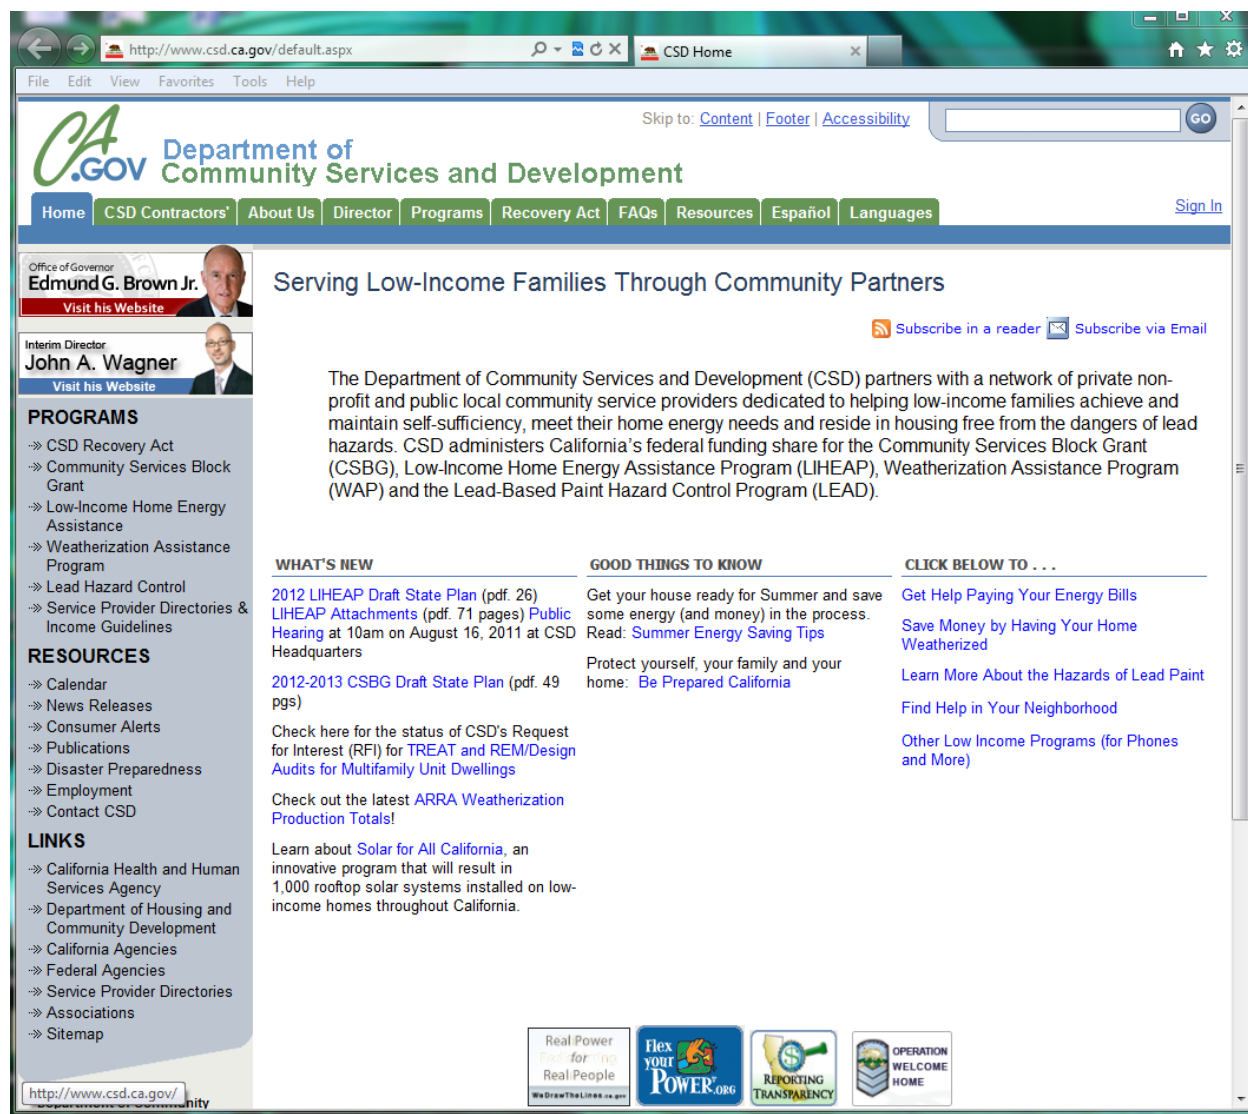 http://www.csd.ca.gov/default.aspx
CSD Home
File Edit View Favorites Tools Help
Skip to: Content | Footer | Accessibility
GO
CA.GOV
Department of
Community Services and Development
Home CSD Contractors' About Us Director Programs Recovery Act FAQs Resources Español Languages
Sign In
Office of Governor
Edmund G. Brown Jr.
Visit his Website
Interim Director
John A. Wagner
Visit his Website
PROGRAMS
CSD Recovery Act
Community Services Block
Grant
Low-Income Home Energy
Assistance
Weatherization Assistance
Program
Lead Hazard Control
Service Provider Directories &
Income Guidelines
RESOURCES
Calendar
News Releases
Consumer Alerts
Publications
Disaster Preparedness
Employment
Contact CSD
LINKS
California Health and Human
Services Agency
Department of Housing and
Community Development
California Agencies
Federal Agencies
Service Provider Directories
Associations
Sitemap
http://www.csd.ca.gov/
Serving Low-Income Families Through Community Partners
Subscribe in a reader Subscribe via Email
The Department of Community Services and Development (CSD) partners with a network of private non-
profit and public local community service providers dedicated to helping low-income families achieve and
maintain self-sufficiency, meet their home energy needs and reside in housing free from the dangers of lead
hazards. CSD administers California's federal funding share for the Community Services Block Grant
(CSBG), Low-Income Home Energy Assistance Program (LIHEAP), Weatherization Assistance Program
(WAP) and the Lead-Based Paint Hazard Control Program (LEAD).
WHAT'S NEW
2012 LIHEAP Draft State Plan (pdf. 26)
LIHEAP Attachments (pdf. 71 pages) Public
Hearing at 10am on August 16, 2011 at CSD
Headquarters
2012-2013 CSBG Draft State Plan (pdf. 49
pgs)
Check here for the status of CSD's Request
for Interest (RFI) for TREAT and REM/Design
Audits for Multifamily Unit Dwellings
Check out the latest ARRA Weatherization
Production Totals!
Learn about Solar for All California, an
innovative program that will result in
1,000 rooftop solar systems installed on low-
income homes throughout California.
GOOD THINGS TO KNOW
Get your house ready for Summer and save
some energy (and money) in the process.
Read: Summer Energy Saving Tips
Protect yourself, your family and your
home: Be Prepared California
CLICK BELOW TO . . .
Get Help Paying Your Energy Bills
Save Money by Having Your Home
Weatherized
Learn More About the Hazards of Lead Paint
Find Help in Your Neighborhood
Other Low Income Programs (for Phones
and More)
Real Power
for
Real People
WeDrawTheLines.ca.gov
Flex
YOUR
POWER.ORG
REPORTING
TRANSPARENCY
OPERATION
WELCOME
HOME